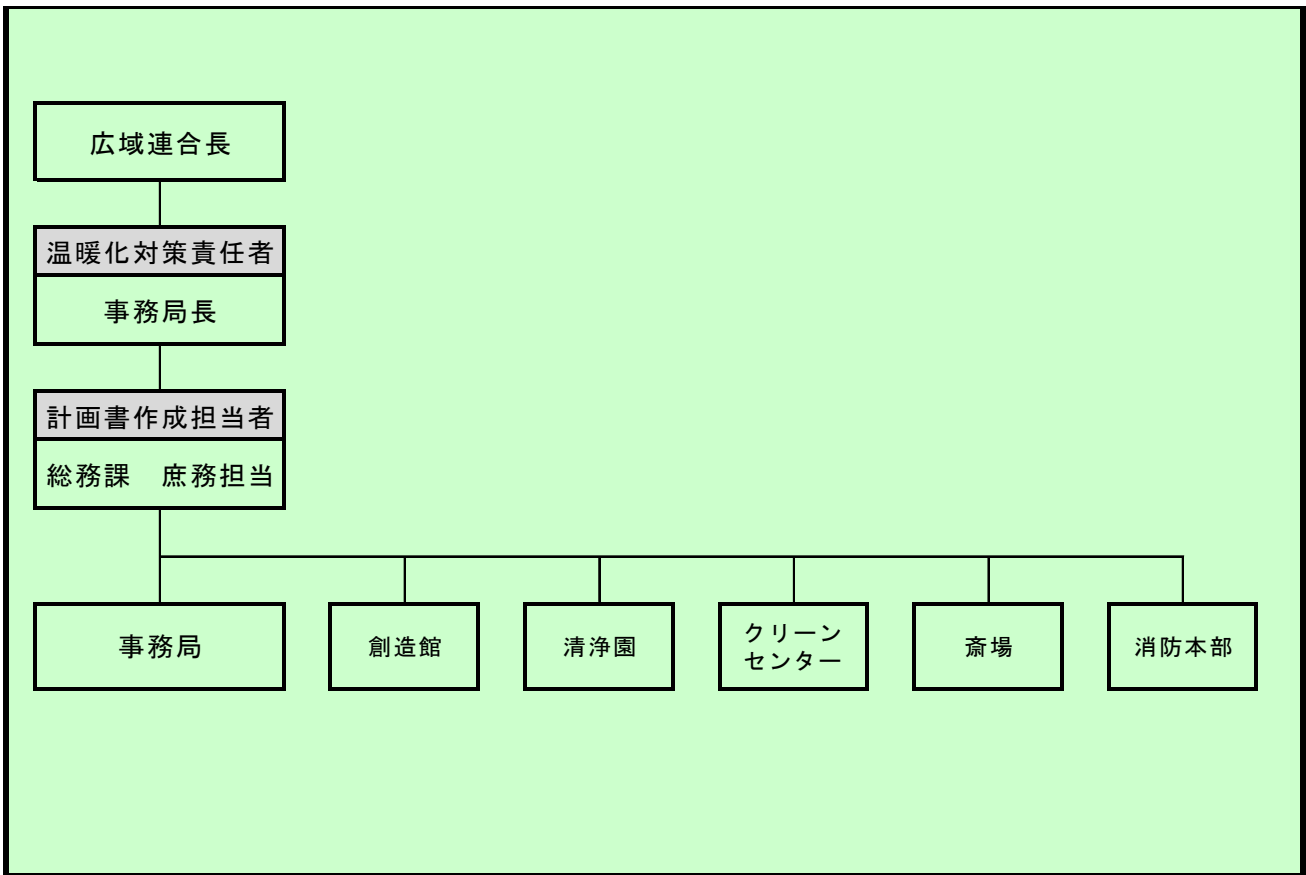 広域連合長
温暖化対策責任者
事務局長
計画書作成担当者
総務課　庶務担当
事務局
創造館
清浄園
クリーン
センター
斎場
消防本部